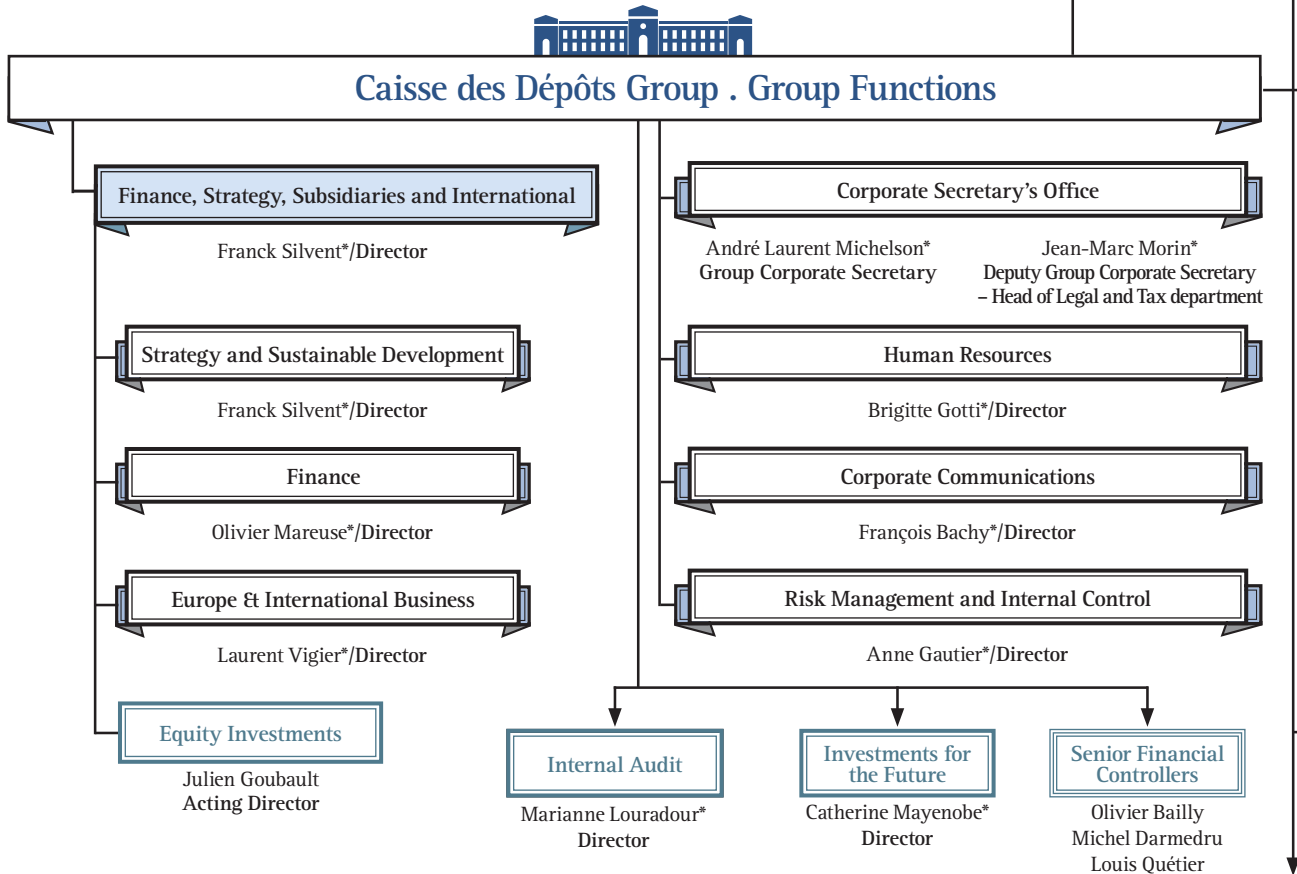 Caisse des Dépôts Group . Group Functions
Finance, Strategy, Subsidiaries and International
Franck Silvent*/Director
Strategy and Sustainable Development
Franck Silvent*/Director
Finance
Olivier Mareuse*/Director
Europe & International Business
Laurent Vigier*/Director
Equity Investments
Julien Goubault
Acting Director
Corporate Secretary's Office
André Laurent Michelson*
Group Corporate Secretary
Jean-Marc Morin*
Deputy Group Corporate Secretary
– Head of Legal and Tax department
Human Resources
Brigitte Gotti*/Director
Corporate Communications
François Bachy*/Director
Risk Management and Internal Control
Anne Gautier*/Director
Internal Audit
Marianne Louradour*
Director
Investments for
the Future
Catherine Mayenobe*
Director
Senior Financial
Controllers
Olivier Bailly
Michel Darmedru
Louis Quétier